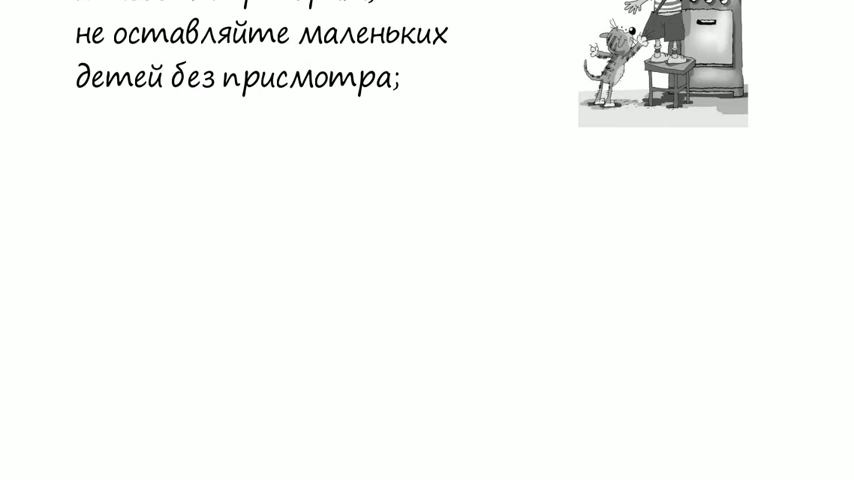 не оставляйте маленьких
детей без присмотра;